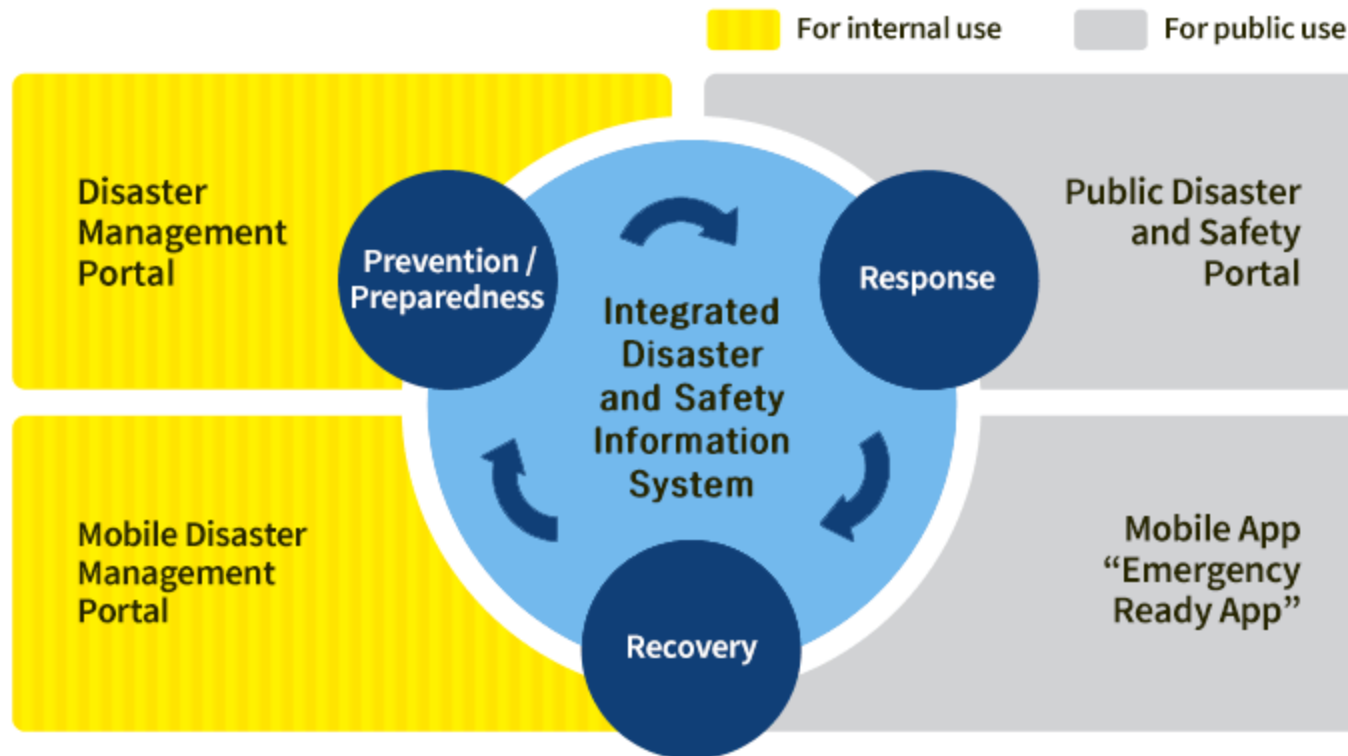 For internal use
For public use
Disaster
Management
Portal
Prevention /
Preparedness
Response
Public Disaster
and Safety
Portal
Integrated
Disaster
and Safety
Information
System
Mobile Disaster
Management
Portal
Recovery
Mobile App
“Emergency
Ready App”